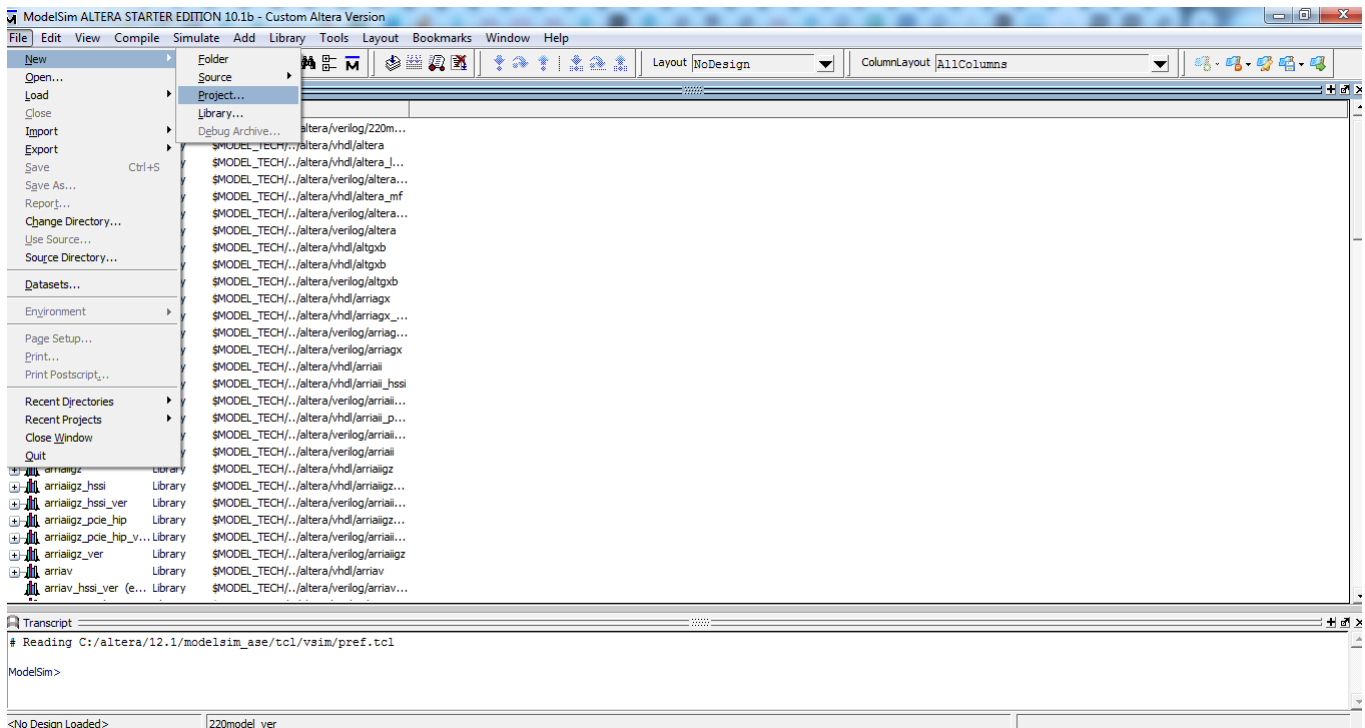 ModelSim ALTERA STARTER EDITION 10.1b - Custom Altera Version
File Edit View Compile Simulate Add Library Tools Layout Bookmarks Window Help
New
Open...
Load
Close
Import
Export
Save Ctrl+S
Save As...
Report...
Change Directory...
Use Source...
Source Directory...
Datasets...
Environment
Page Setup...
Print...
Print Postscript...
Recent Directories
Recent Projects
Close Window
Quit
Folder
Source
Project...
Library...
Debug Archive...
Layout NoDesign
ColumnLayout AllColumns
altera/verilog/220m...
$MODEL_TECH/../altera/vhdl/altera
$MODEL_TECH/../altera/vhdl/altera_l...
$MODEL_TECH/../altera/verilog/altera...
$MODEL_TECH/../altera/vhdl/altera_mf
$MODEL_TECH/../altera/verilog/altera...
$MODEL_TECH/../altera/verilog/altera
$MODEL_TECH/../altera/vhdl/altgxb
$MODEL_TECH/../altera/vhdl/altgxb
$MODEL_TECH/../altera/verilog/altgxb
$MODEL_TECH/../altera/vhdl/arriagx
$MODEL_TECH/../altera/vhdl/arriagx_...
$MODEL_TECH/../altera/verilog/arriag...
$MODEL_TECH/../altera/verilog/arriagx
$MODEL_TECH/../altera/vhdl/arriaii
$MODEL_TECH/../altera/vhdl/arriaii_hssi
$MODEL_TECH/../altera/verilog/arriaii...
$MODEL_TECH/../altera/vhdl/arriaii_p...
$MODEL_TECH/../altera/verilog/arriaii...
$MODEL_TECH/../altera/verilog/arriaii
arriaiigz Library $MODEL_TECH/../altera/vhdl/arriaiigz
arriaiigz_hssi Library $MODEL_TECH/../altera/vhdl/arriaiigz...
arriaiigz_hssi_ver Library $MODEL_TECH/../altera/verilog/arriaii...
arriaiigz_pcie_hip Library $MODEL_TECH/../altera/vhdl/arriaiigz...
arriaiigz_pcie_hip_v... Library $MODEL_TECH/../altera/verilog/arriaii...
arriaiigz_ver Library $MODEL_TECH/../altera/verilog/arriaiigz
arriav Library $MODEL_TECH/../altera/vhdl/arriav
arriav_hssi_ver (e... Library $MODEL_TECH/../altera/verilog/arriav...
Transcript
# Reading C:/altera/12.1/modelsim_ase/tcl/vsim/pref.tcl
ModelSim>
<No Design Loaded> 220model_ver